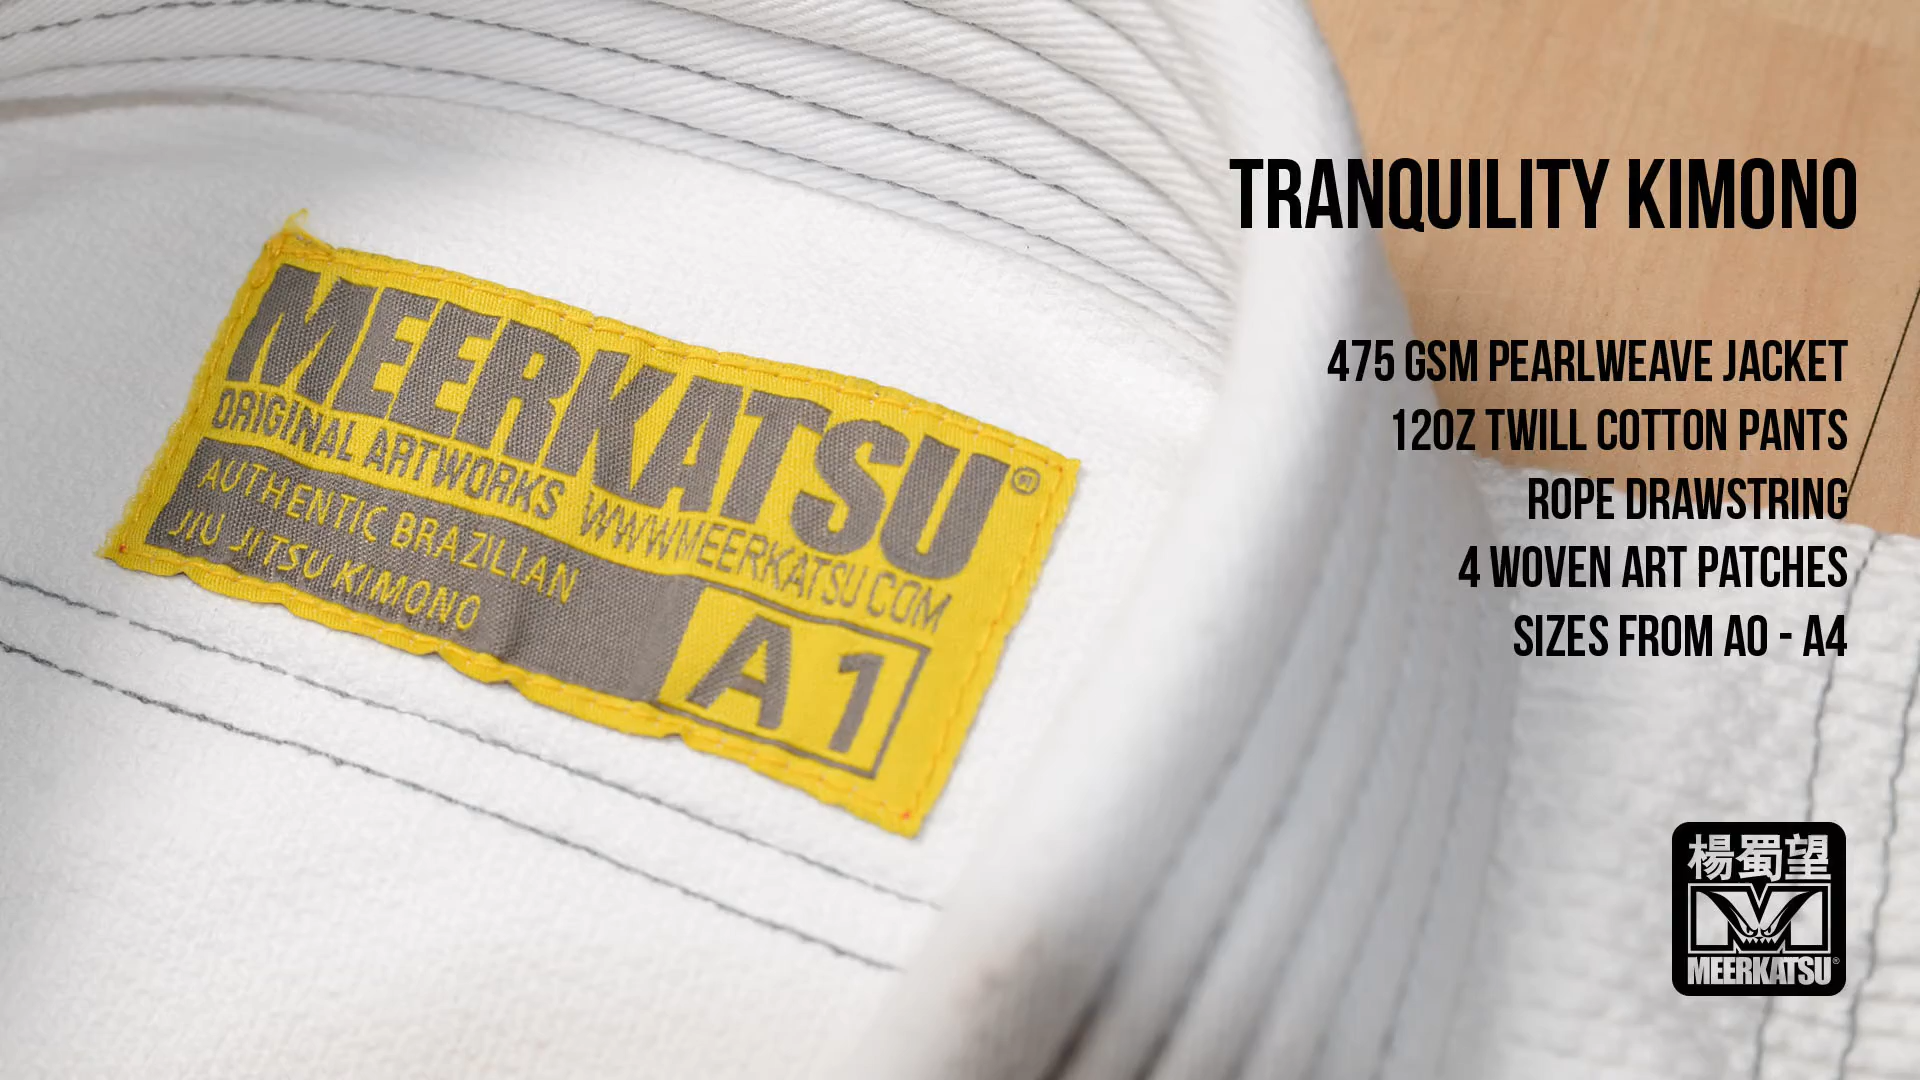 MEERKATSU®
ORIGINAL ARTWORKS WWW.MEERKATSU.COM
AUTHENTIC BRAZILIAN
JIU JITSU KIMONO
A1
TRANQUILITY KIMONO
475 GSM PEARLWEAVE JACKET
12OZ TWILL COTTON PANTS
ROPE DRAWSTRING
4 WOVEN ART PATCHES
SIZES FROM A0 - A4
楊蜀望
M
MEERKATSU®